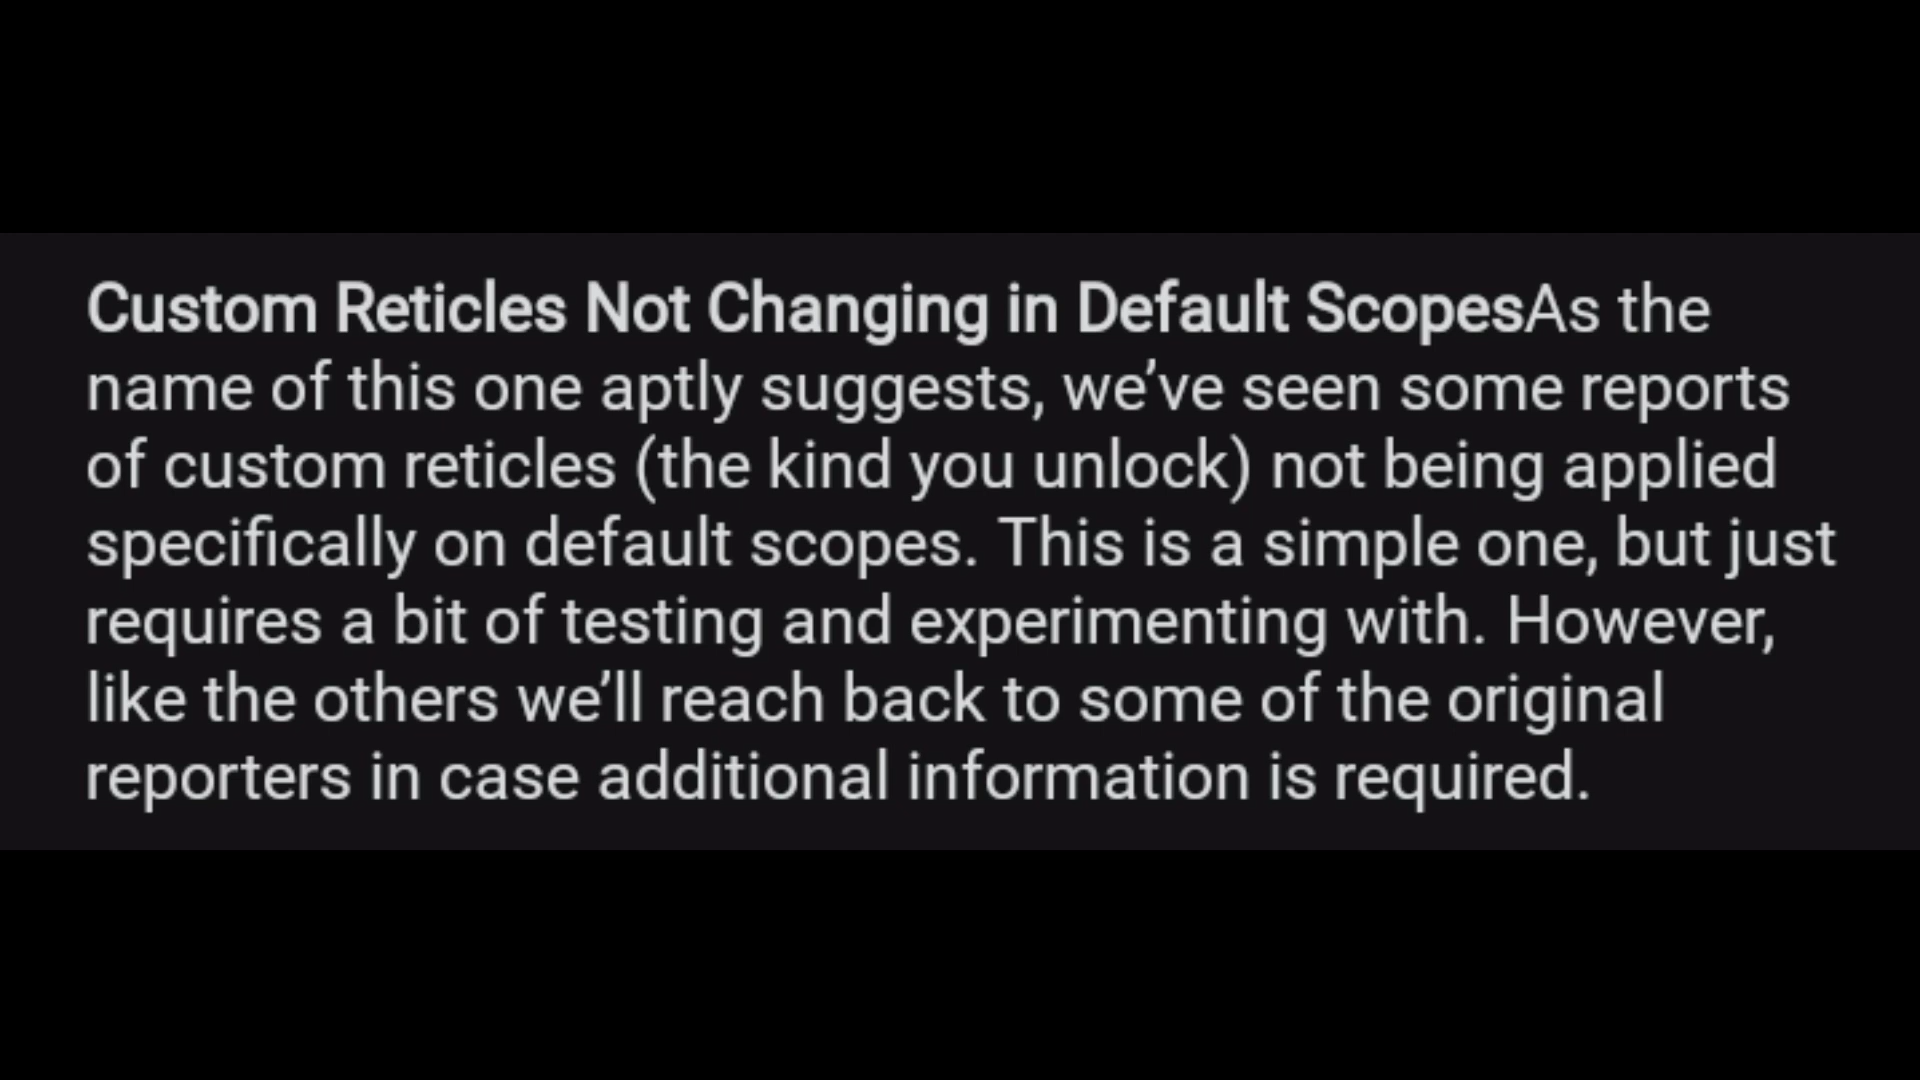 Custom Reticles Not Changing in Default ScopesAs the
name of this one aptly suggests, we’ve seen some reports
of custom reticles (the kind you unlock) not being applied
specifically on default scopes. This is a simple one, but just
requires a bit of testing and experimenting with. However,
like the others we’ll reach back to some of the original
reporters in case additional information is required.